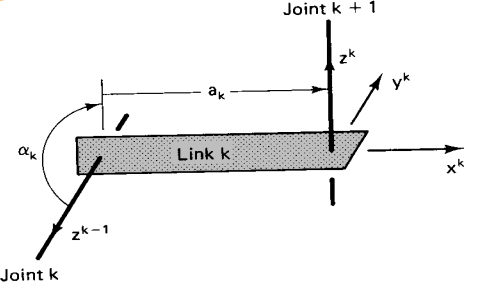 Joint k + 1
z^k
y^k
a_k
α_k
Link k
x^k
z^{k-1}
Joint k